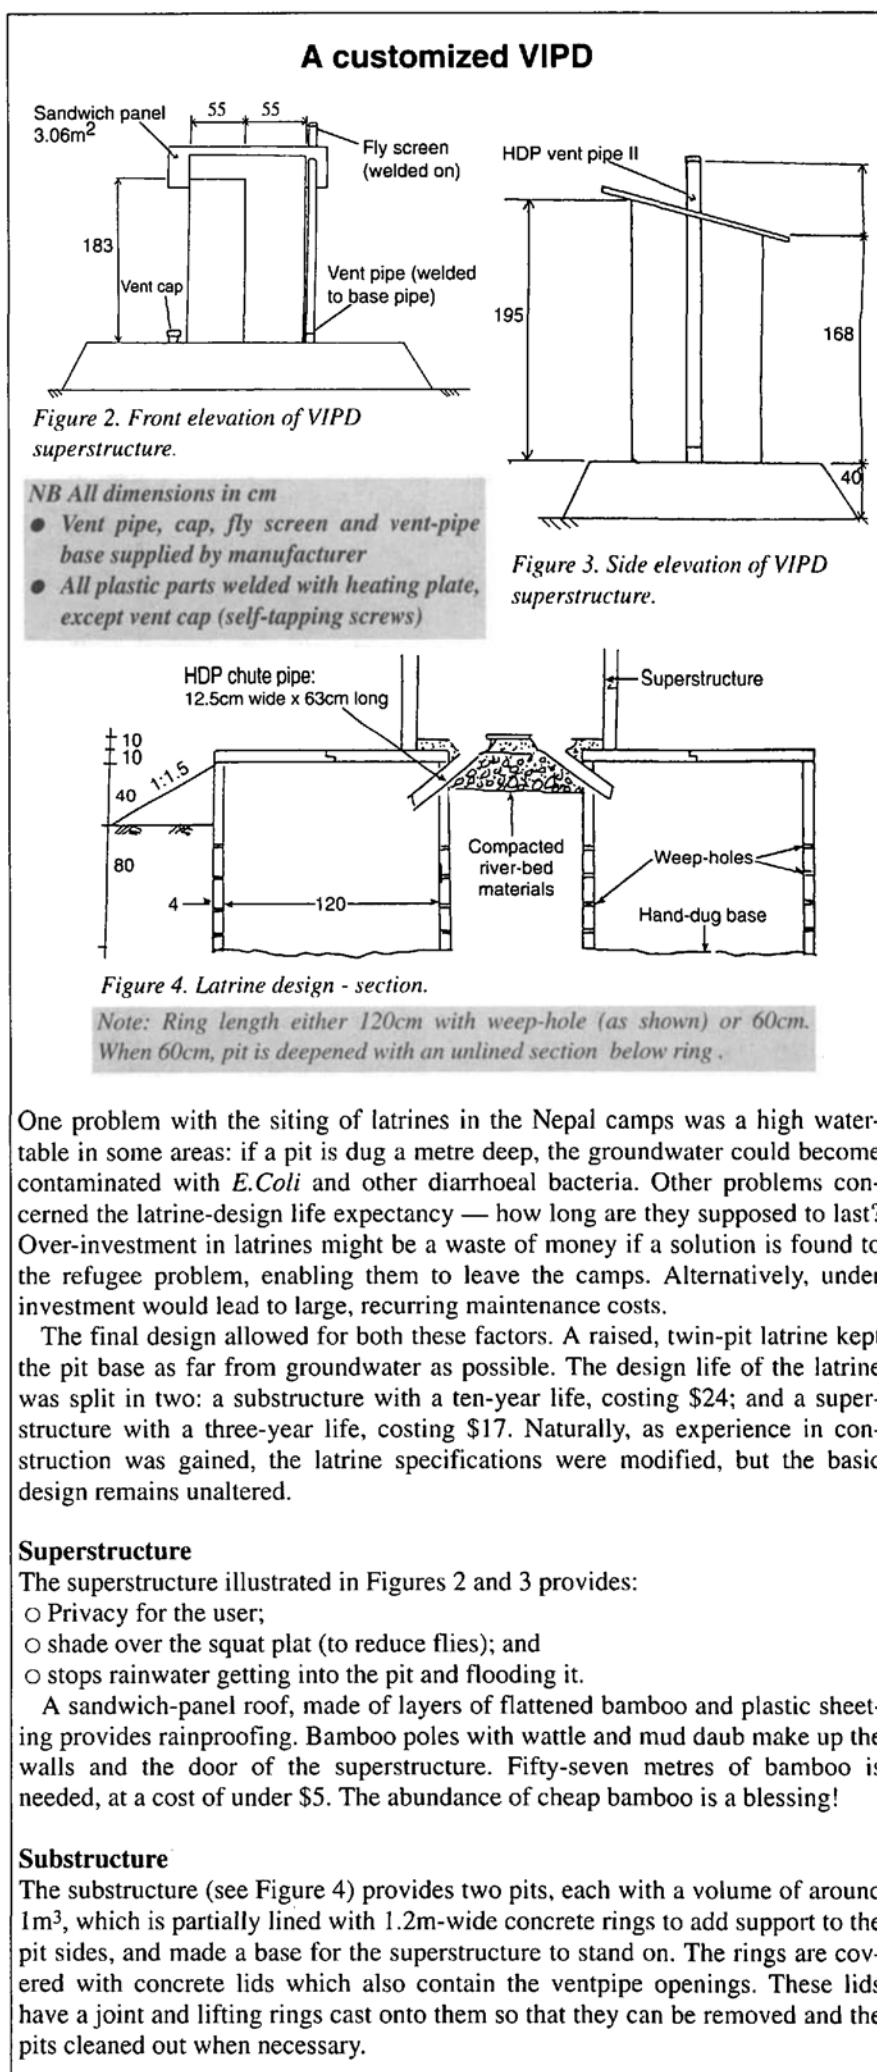 A customized VIPD
Sandwich panel
3.06m²
55
55
Fly screen
(welded on)
183
Vent cap
Vent pipe (welded
to base pipe)
Figure 2. Front elevation of VIPD
superstructure.
HDP vent pipe II
195
168
40
Figure 3. Side elevation of VIPD
superstructure.
NB All dimensions in cm
● Vent pipe, cap, fly screen and vent-pipe
base supplied by manufacturer
● All plastic parts welded with heating plate,
except vent cap (self-tapping screws)
HDP chute pipe:
12.5cm wide x 63cm long
Superstructure
10
10
1:1.5
40
80
4
120
Compacted
river-bed
materials
Weep-holes
Hand-dug base
Figure 4. Latrine design - section.
Note: Ring length either 120cm with weep-hole (as shown) or 60cm.
When 60cm, pit is deepened with an unlined section below ring .
One problem with the siting of latrines in the Nepal camps was a high water-
table in some areas: if a pit is dug a metre deep, the groundwater could become
contaminated with E.Coli and other diarrhoeal bacteria. Other problems con-
cerned the latrine-design life expectancy — how long are they supposed to last?
Over-investment in latrines might be a waste of money if a solution is found to
the refugee problem, enabling them to leave the camps. Alternatively, under
investment would lead to large, recurring maintenance costs.
The final design allowed for both these factors. A raised, twin-pit latrine kept
the pit base as far from groundwater as possible. The design life of the latrine
was split in two: a substructure with a ten-year life, costing $24; and a super-
structure with a three-year life, costing $17. Naturally, as experience in con-
struction was gained, the latrine specifications were modified, but the basic
design remains unaltered.
Superstructure
The superstructure illustrated in Figures 2 and 3 provides:
○ Privacy for the user;
○ shade over the squat plat (to reduce flies); and
○ stops rainwater getting into the pit and flooding it.
A sandwich-panel roof, made of layers of flattened bamboo and plastic sheet-
ing provides rainproofing. Bamboo poles with wattle and mud daub make up the
walls and the door of the superstructure. Fifty-seven metres of bamboo is
needed, at a cost of under $5. The abundance of cheap bamboo is a blessing!
Substructure
The substructure (see Figure 4) provides two pits, each with a volume of around
1m³, which is partially lined with 1.2m-wide concrete rings to add support to the
pit sides, and made a base for the superstructure to stand on. The rings are cov-
ered with concrete lids which also contain the ventpipe openings. These lids
have a joint and lifting rings cast onto them so that they can be removed and the
pits cleaned out when necessary.